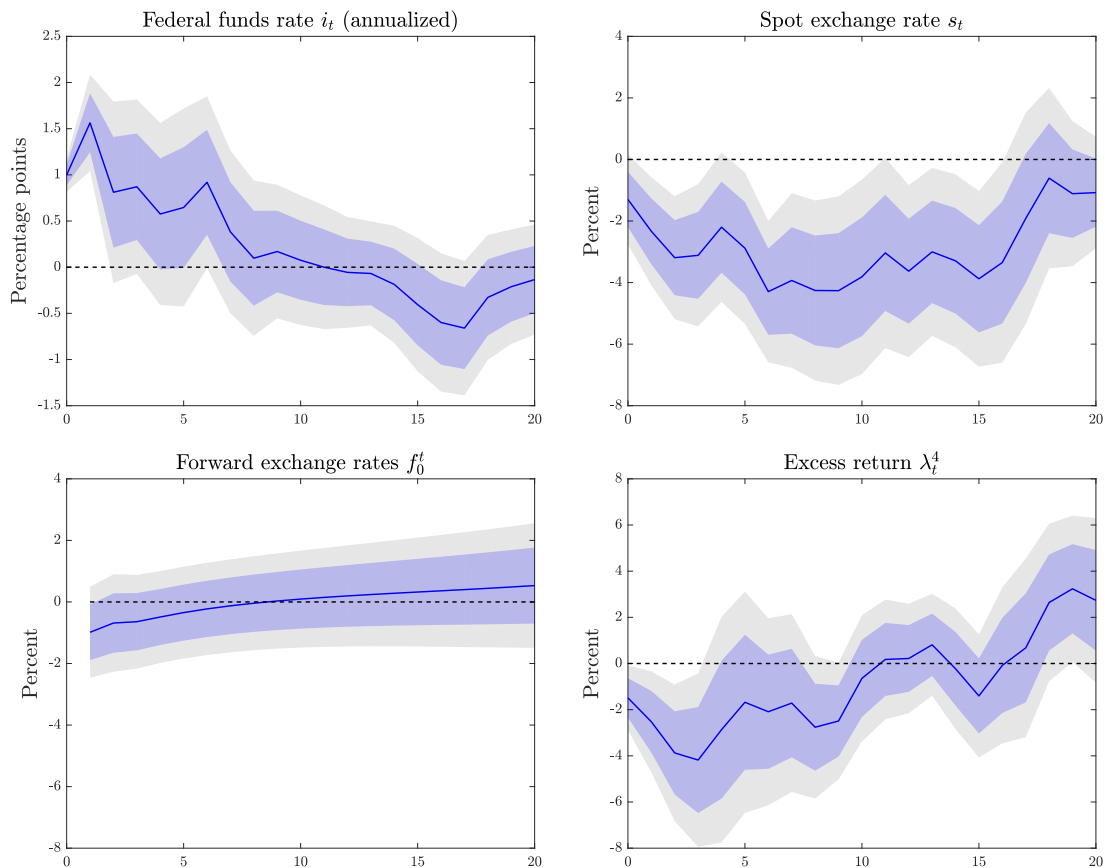 Federal funds rate i_t (annualized)
2.5
2
1.5
1
0.5
0
-0.5
-1
-1.5
Percentage points
0 5 10 15 20
Spot exchange rate s_t
4
2
0
-2
-4
-6
-8
Percent
0 5 10 15 20
Forward exchange rates f_0^t
4
2
0
-2
-4
-6
-8
Percent
0 5 10 15 20
Excess return λ_t^4
8
6
4
2
0
-2
-4
-6
-8
Percent
0 5 10 15 20